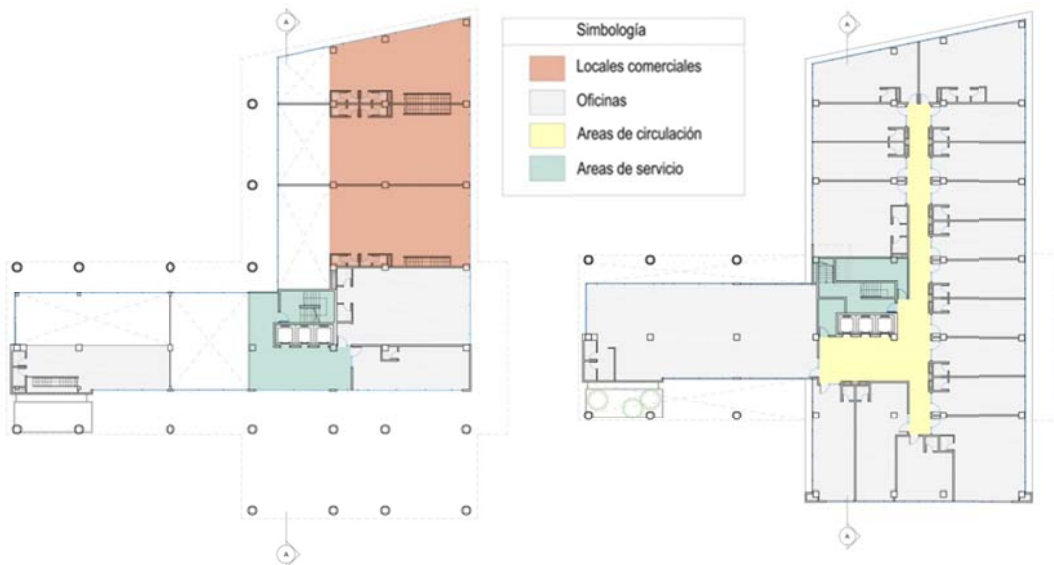 A
Simbología
Locales comerciales
Oficinas
Areas de circulación
Areas de servicio
A
A
A